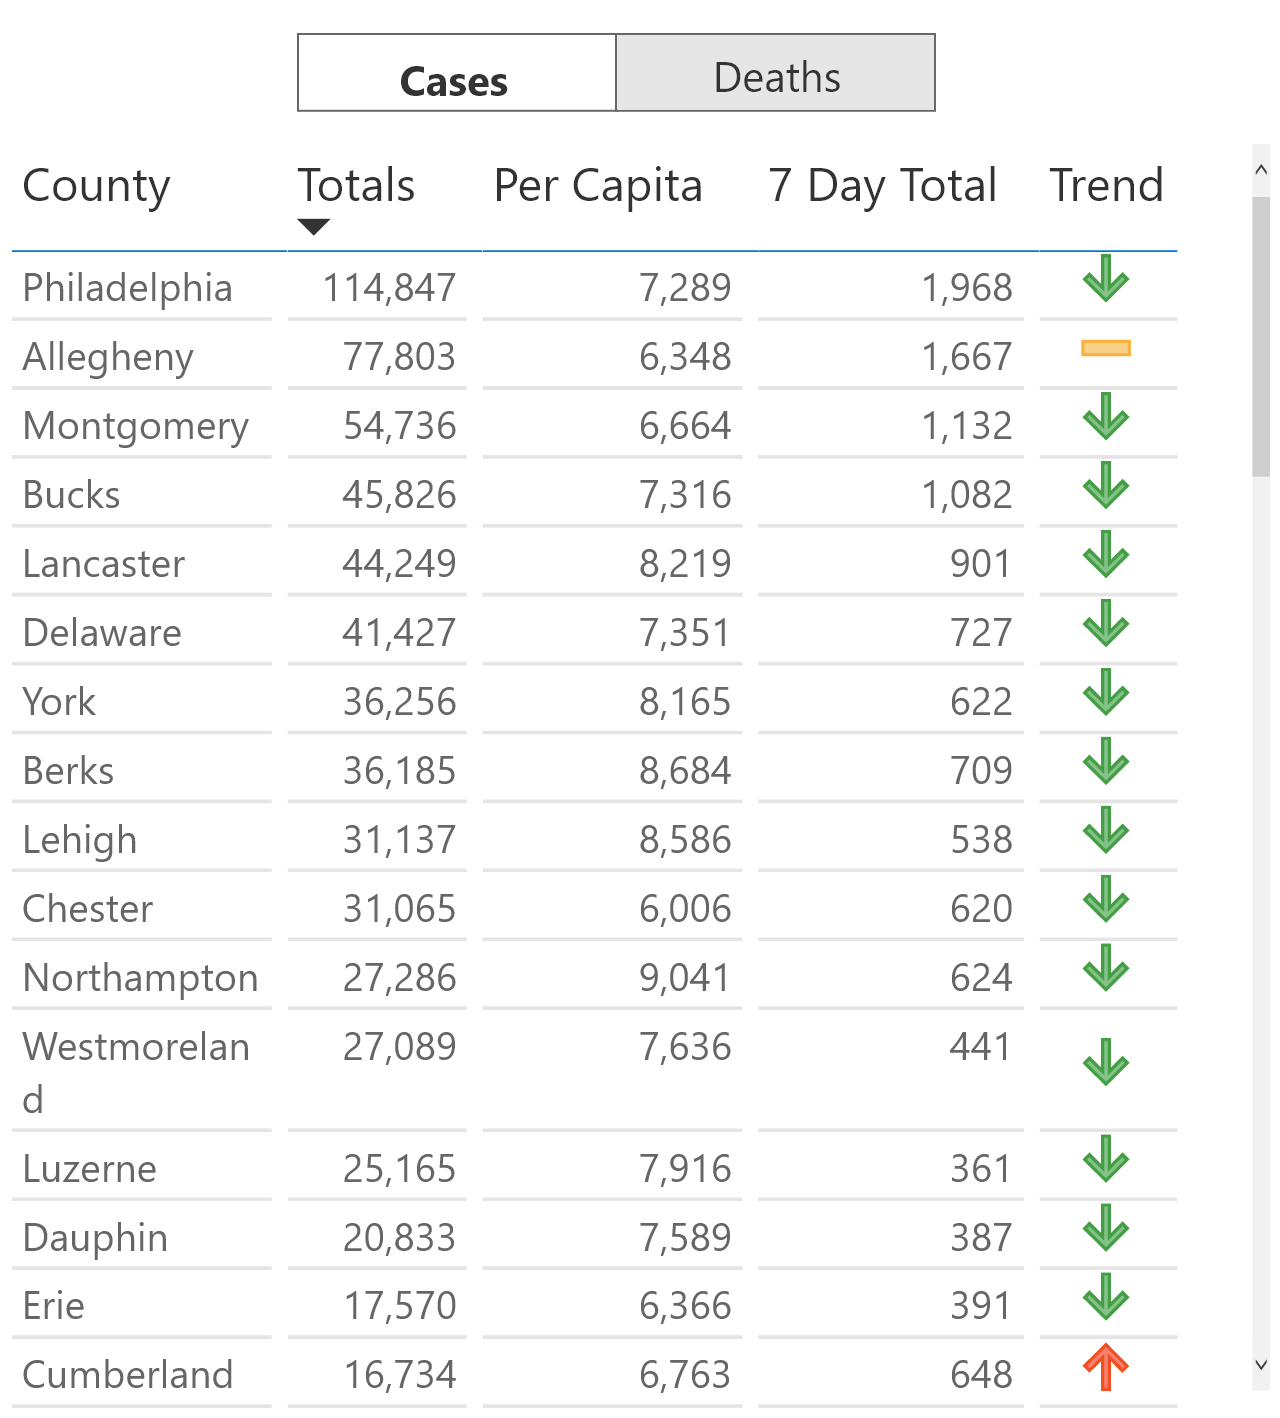 Cases Deaths
County Totals Per Capita 7 Day Total Trend
Philadelphia 114,847 7,289 1,968
Allegheny 77,803 6,348 1,667
Montgomery 54,736 6,664 1,132
Bucks 45,826 7,316 1,082
Lancaster 44,249 8,219 901
Delaware 41,427 7,351 727
York 36,256 8,165 622
Berks 36,185 8,684 709
Lehigh 31,137 8,586 538
Chester 31,065 6,006 620
Northampton 27,286 9,041 624
Westmorelan 27,089 7,636 441
d
Luzerne 25,165 7,916 361
Dauphin 20,833 7,589 387
Erie 17,570 6,366 391
Cumberland 16,734 6,763 648